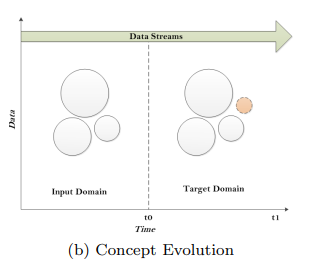 Data Streams
Data
Input Domain
Target Domain
t0
t1
Time
(b) Concept Evolution